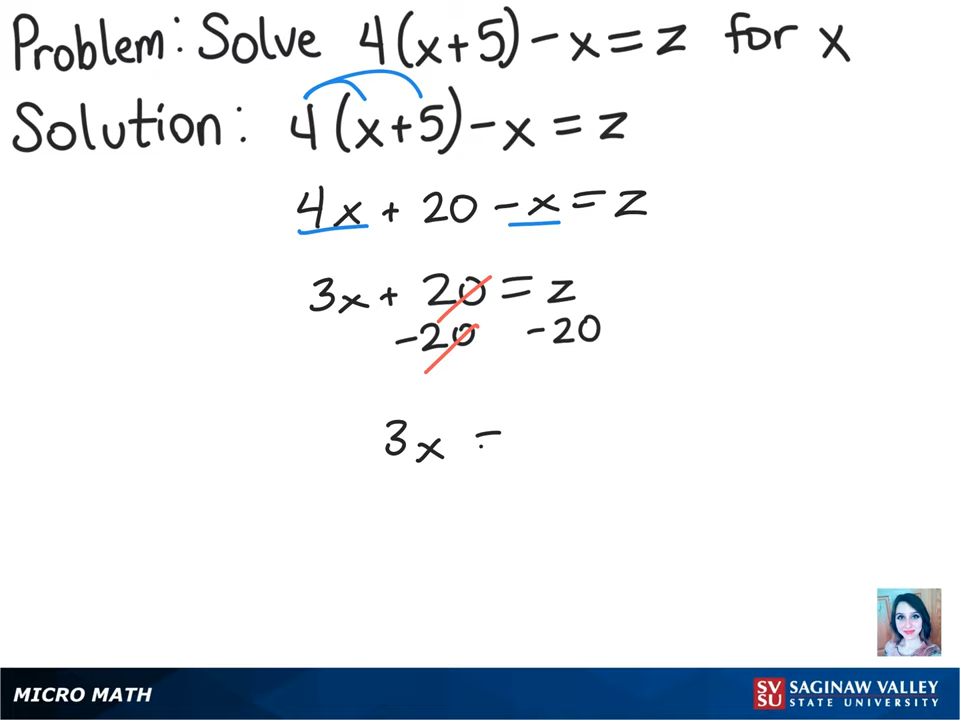 Problem: Solve 4(x+5)-x=z for x
Solution: 4(x+5)-x=z
4x + 20 -x=z
3x + 20 = z
-20 -20
3x =
MICRO MATH
SV SU SAGINAW VALLEY STATE UNIVERSITY